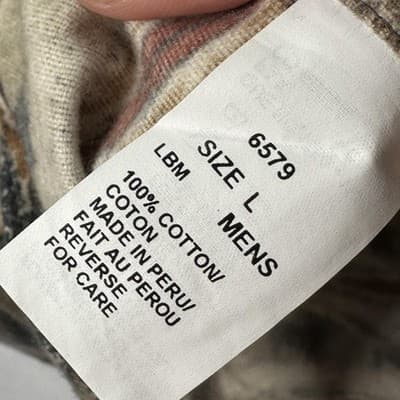 6579
SIZE L
LBM MENS
100% COTTON/
COTON
MADE IN PERU/
FAIT AU PEROU
REVERSE
FOR CARE